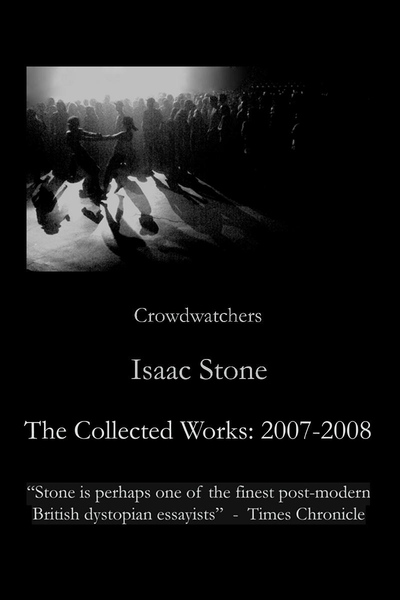 Crowdwatchers
Isaac Stone
The Collected Works: 2007-2008
“Stone is perhaps one of the finest post-modern
British dystopian essayists” - Times Chronicle